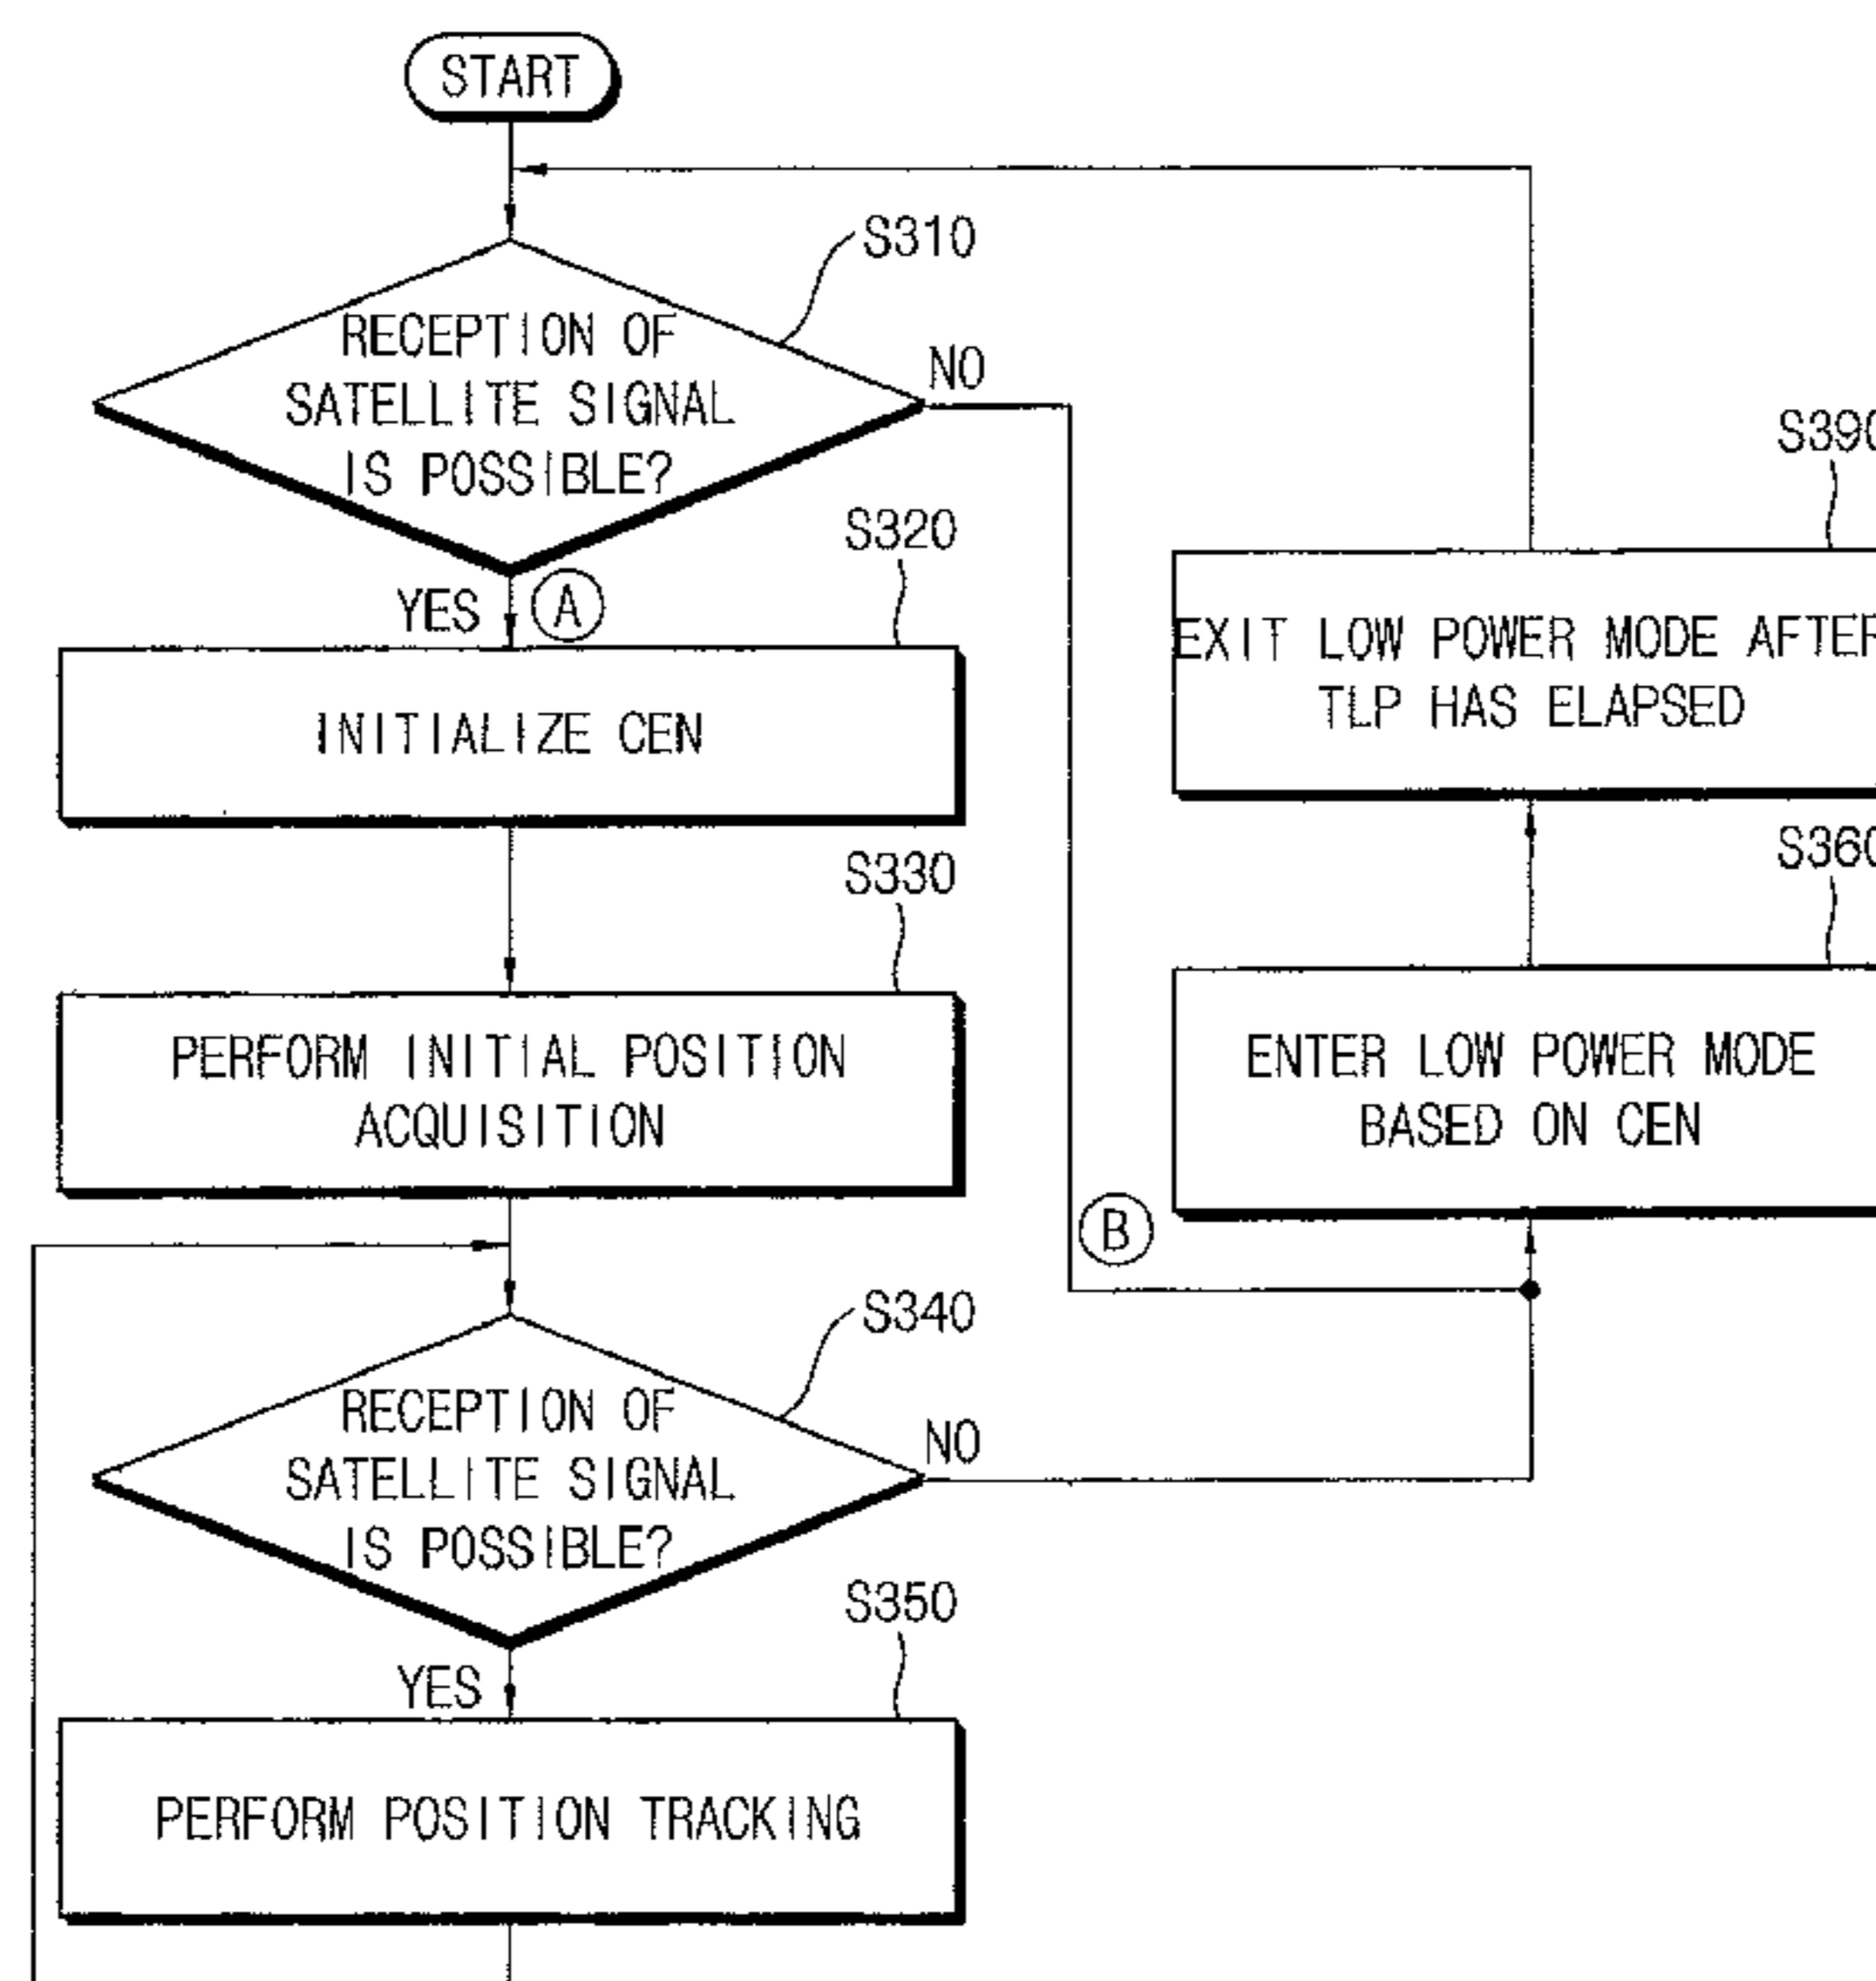 START
S310
RECEPTION OF
SATELLITE SIGNAL
IS POSSIBLE?
NO
YES
A
S320
INITIALIZE CEN
S330
PERFORM INITIAL POSITION
ACQUISITION
S340
RECEPTION OF
SATELLITE SIGNAL
IS POSSIBLE?
NO
YES
S350
PERFORM POSITION TRACKING
S390
EXIT LOW POWER MODE AFTER
TLP HAS ELAPSED
S360
ENTER LOW POWER MODE
BASED ON CEN
B